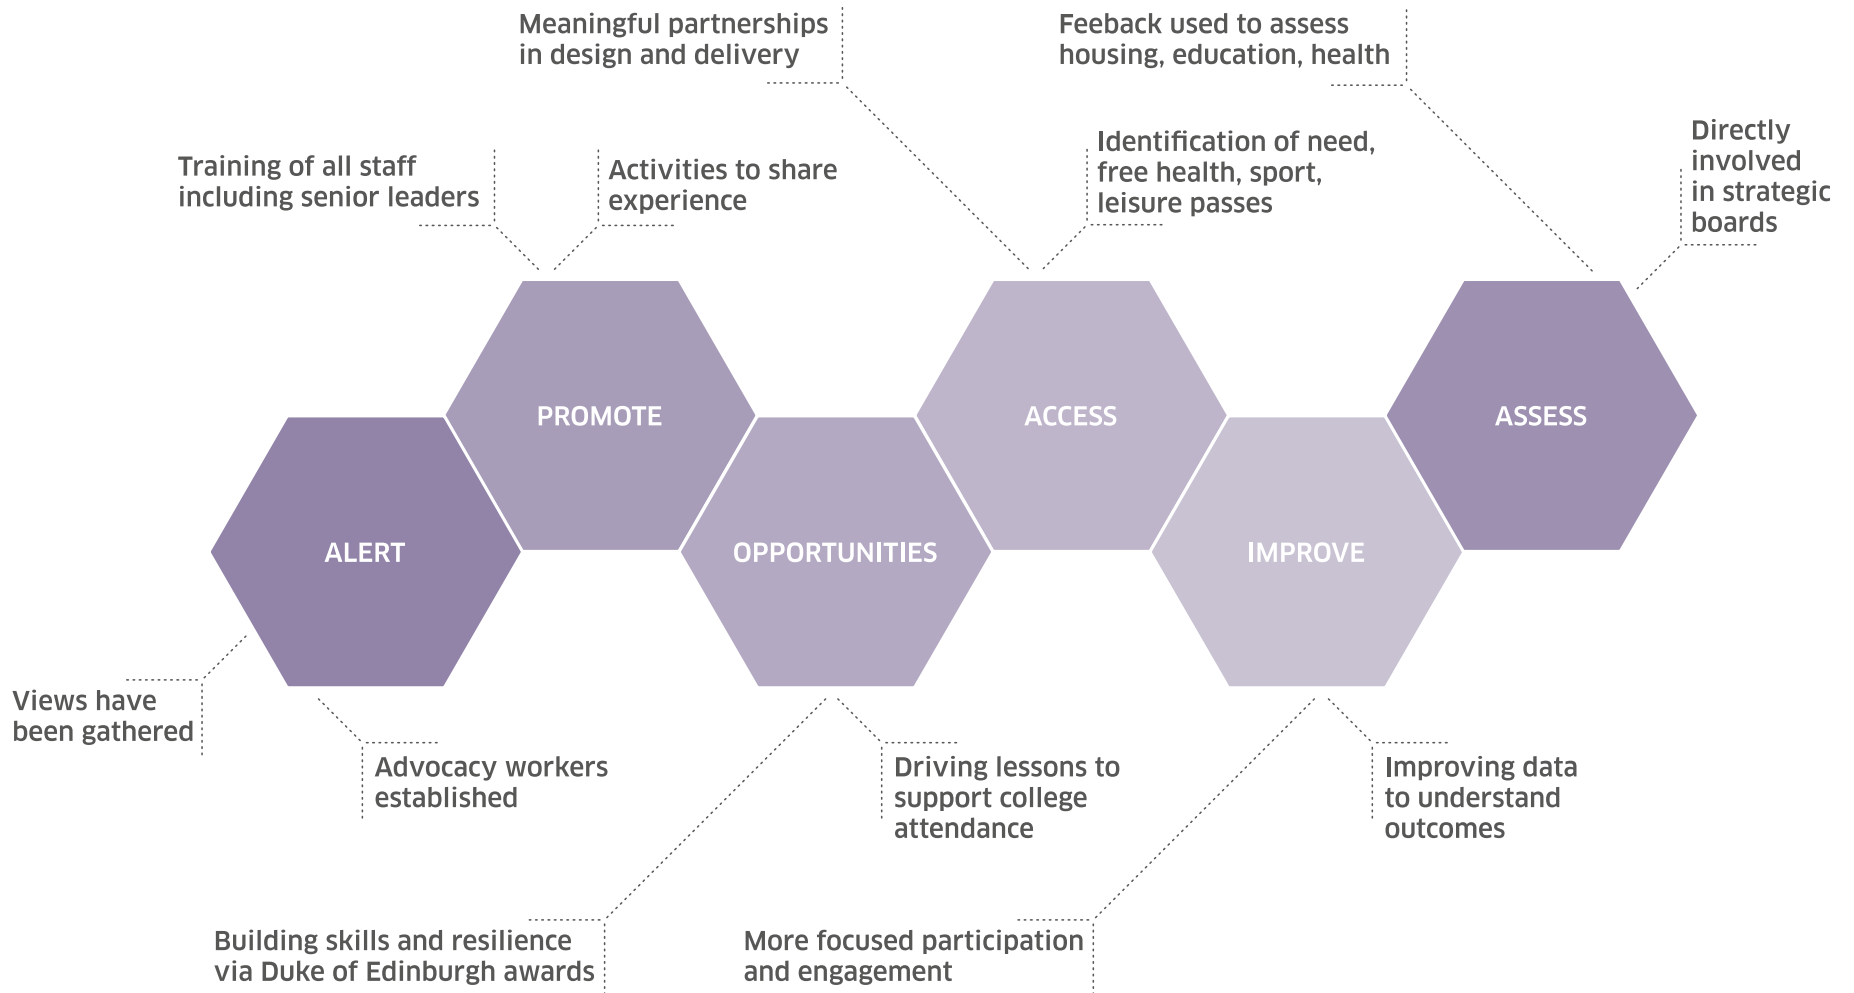 Meaningful partnerships
in design and delivery
Feeback used to assess
housing, education, health
Training of all staff
including senior leaders
Activities to share
experience
Identification of need,
free health, sport,
leisure passes
Directly
involved
in strategic
boards
PROMOTE
ACCESS
ASSESS
ALERT
OPPORTUNITIES
IMPROVE
Views have
been gathered
Advocacy workers
established
Driving lessons to
support college
attendance
Improving data
to understand
outcomes
Building skills and resilience
via Duke of Edinburgh awards
More focused participation
and engagement